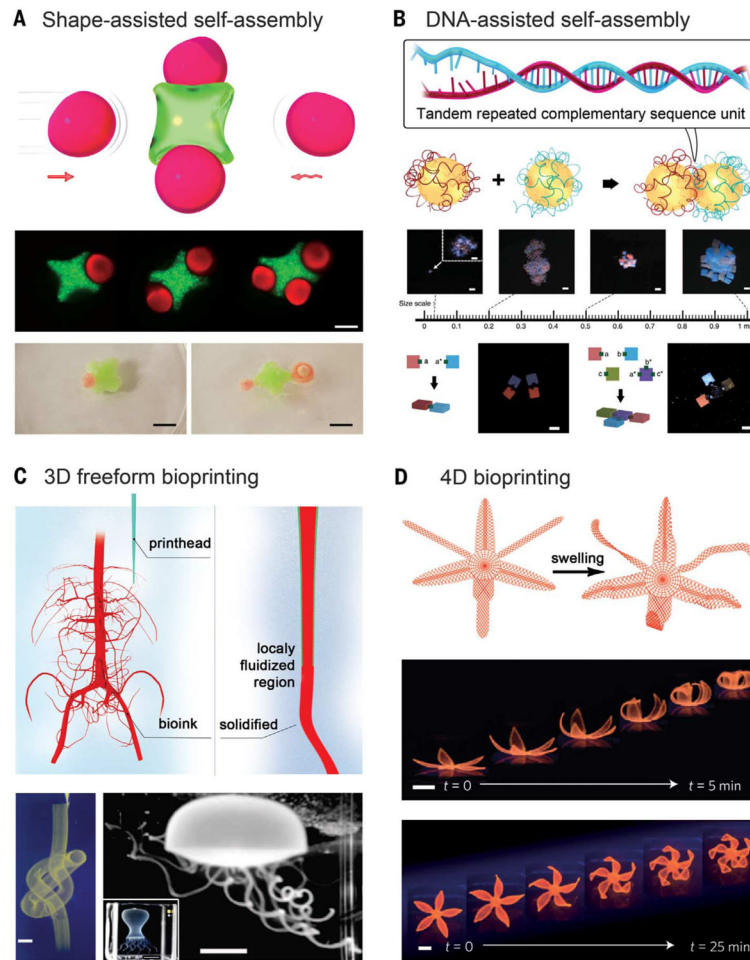 A Shape-assisted self-assembly
B DNA-assisted self-assembly
Tandem repeated complementary sequence unit
+
Size scale
0 0.1 0.2 0.3 0.4 0.5 0.6 0.7 0.8 0.9 1 m
a a*
a b
b*
c a* c*
C 3D freeform bioprinting
printhead
localy
fluidized
region
bioink
solidified
D 4D bioprinting
swelling
t = 0 t = 5 min
t = 0 t = 25 min